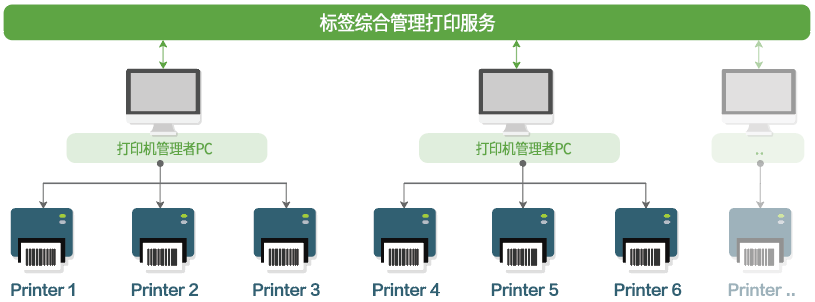 标签综合管理打印服务
打印机管理者PC
打印机管理者PC
..
Printer 1
Printer 2
Printer 3
Printer 4
Printer 5
Printer 6
Printer ..